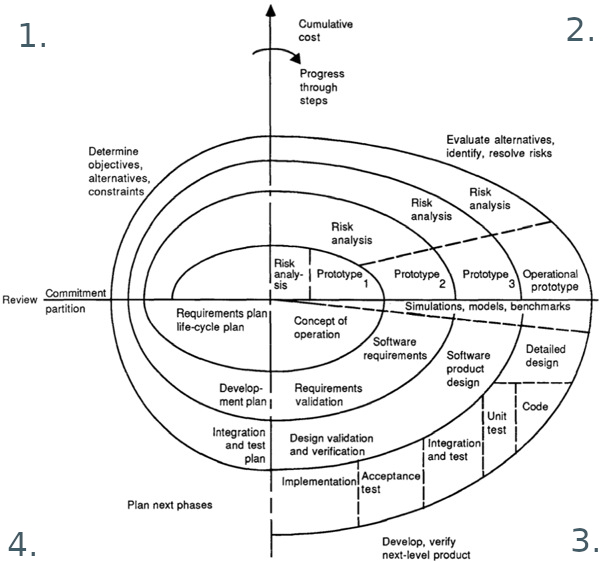 1.
2.
Cumulative
cost
Progress
through
steps
Determine
objectives,
alternatives,
constraints
Evaluate alternatives,
identify, resolve risks
Risk
analysis
Risk
analysis
Risk
analysis
Risk
analy-
sis
Prototype
1
Prototype
2
Prototype
3
Operational
prototype
Review
Commitment
partition
Simulations, models, benchmarks
Requirements plan
life-cycle plan
Concept of
operation
Software
requirements
Software
product
design
Detailed
design
Develop-
ment plan
Requirements
validation
Code
Unit
test
Integration
and test
plan
Design validation
and verification
Integration
and test
Implementation
Acceptance
test
Plan next phases
4.
3.
Develop, verify
next-level product